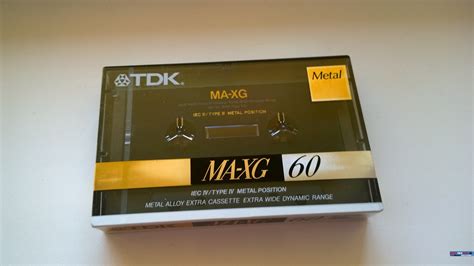 TDK
Metal
MA-XG
IEC IV/TYPE IV METAL POSITION
MA-XG 60
IEC IV/TYPE IV METAL POSITION
METAL ALLOY EXTRA CASSETTE EXTRA WIDE DYNAMIC RANGE